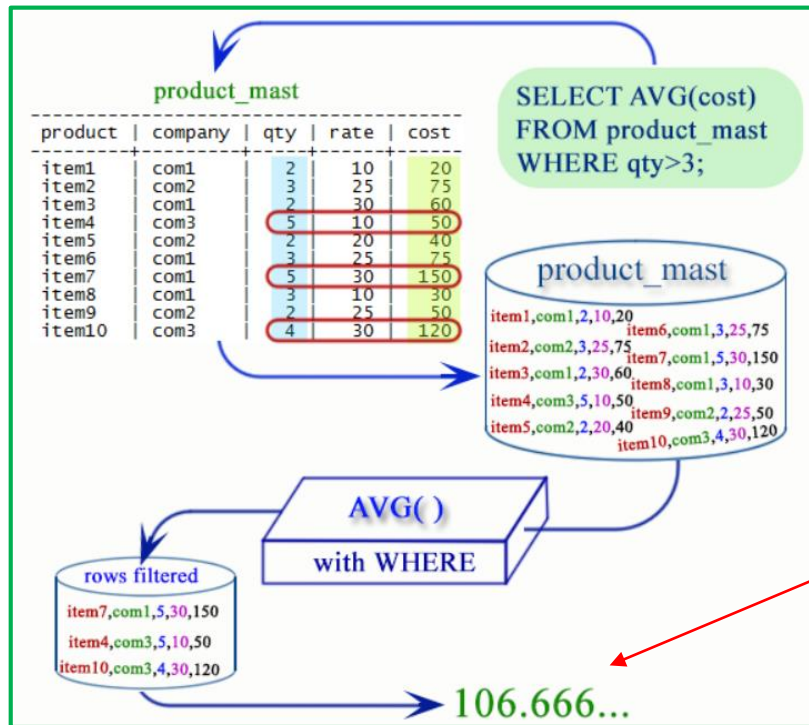 product_mast
SELECT AVG(cost)
FROM product_mast
WHERE qty>3;
product | company | qty | rate | cost
item1 | com1 | 2 | 10 | 20
item2 | com2 | 3 | 25 | 75
item3 | com1 | 2 | 30 | 60
item4 | com3 | 5 | 10 | 50
item5 | com2 | 2 | 20 | 40
item6 | com1 | 3 | 25 | 75
item7 | com1 | 5 | 30 | 150
item8 | com1 | 3 | 10 | 30
item9 | com2 | 2 | 25 | 50
item10 | com3 | 4 | 30 | 120
product_mast
item1,com1,2,10,20
item2,com2,3,25,75
item3,com1,2,30,60
item4,com3,5,10,50
item5,com2,2,20,40
item6,com1,3,25,75
item7,com1,5,30,150
item8,com1,3,10,30
item9,com2,2,25,50
item10,com3,4,30,120
AVG( )
with WHERE
rows filtered
item7,com1,5,30,150
item4,com3,5,10,50
item10,com3,4,30,120
106.666...